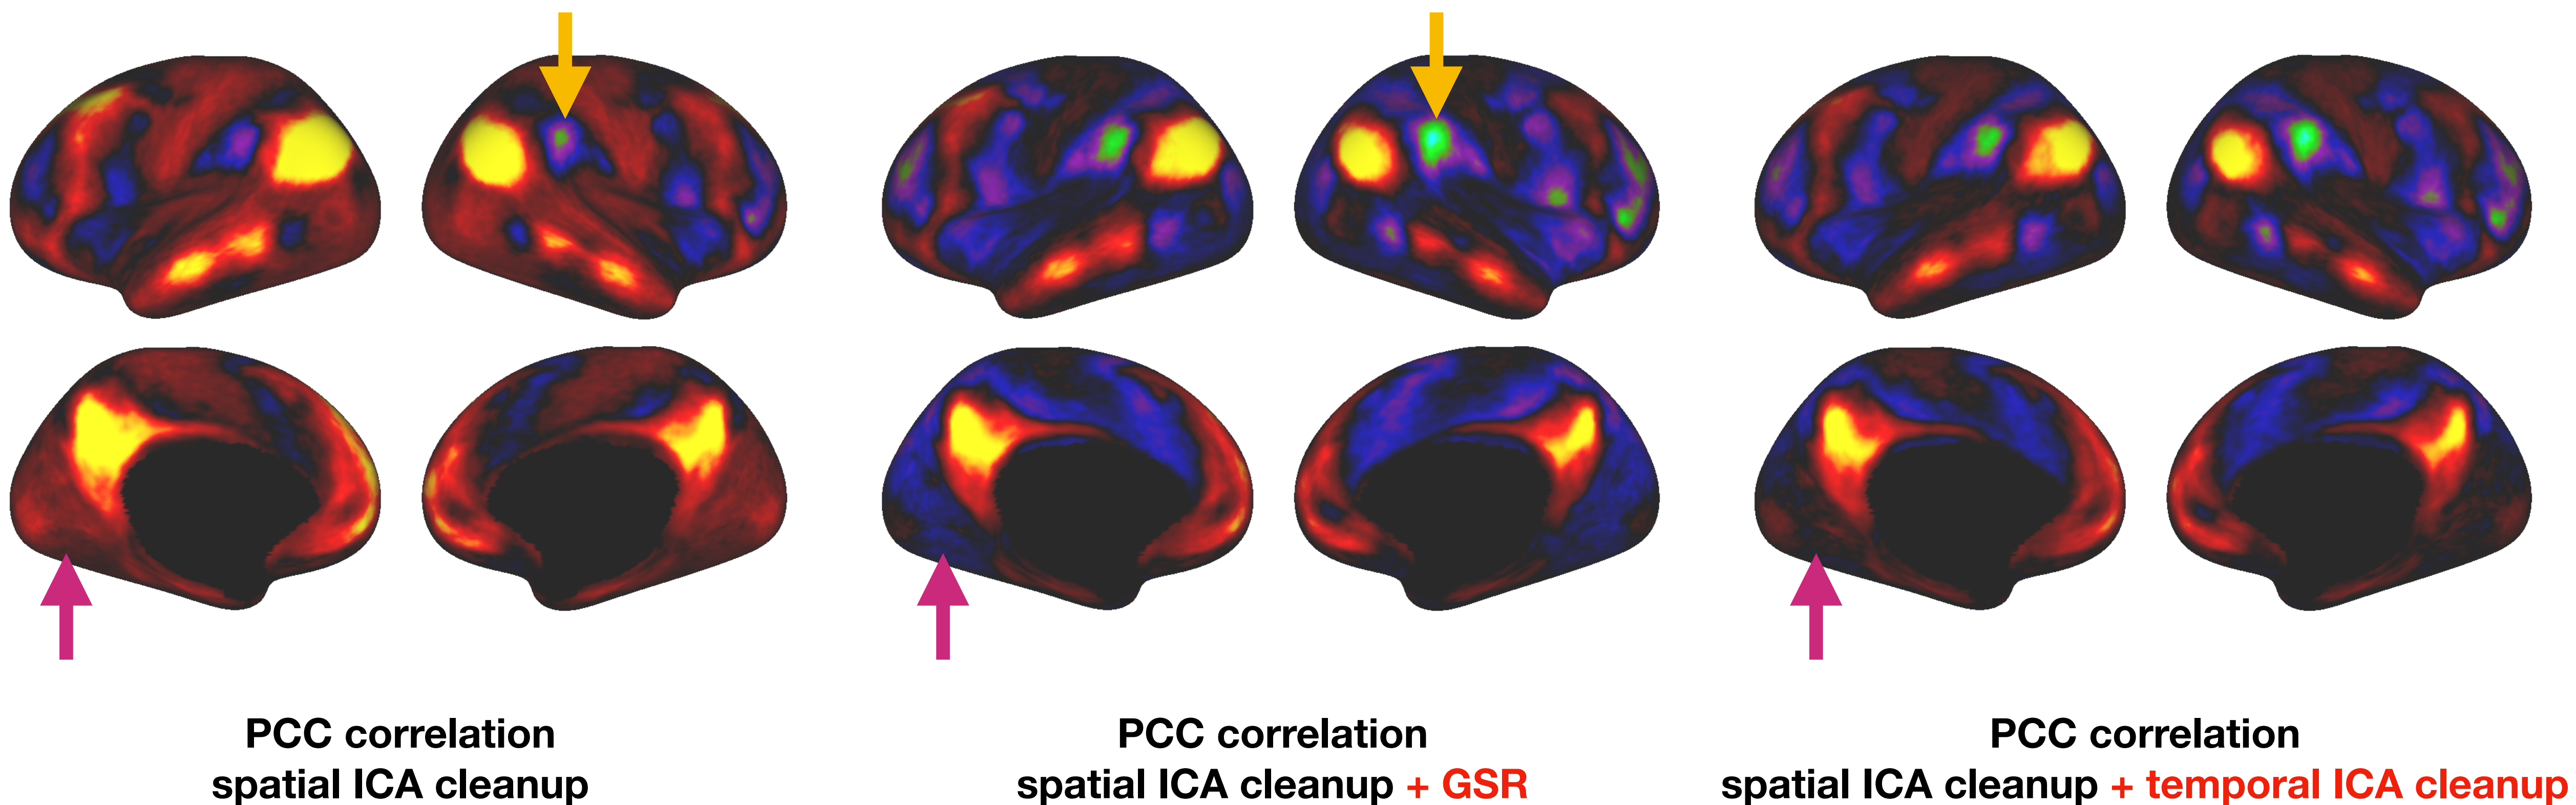 PCC correlation
spatial ICA cleanup
PCC correlation
spatial ICA cleanup + GSR
PCC correlation
spatial ICA cleanup + temporal ICA cleanup